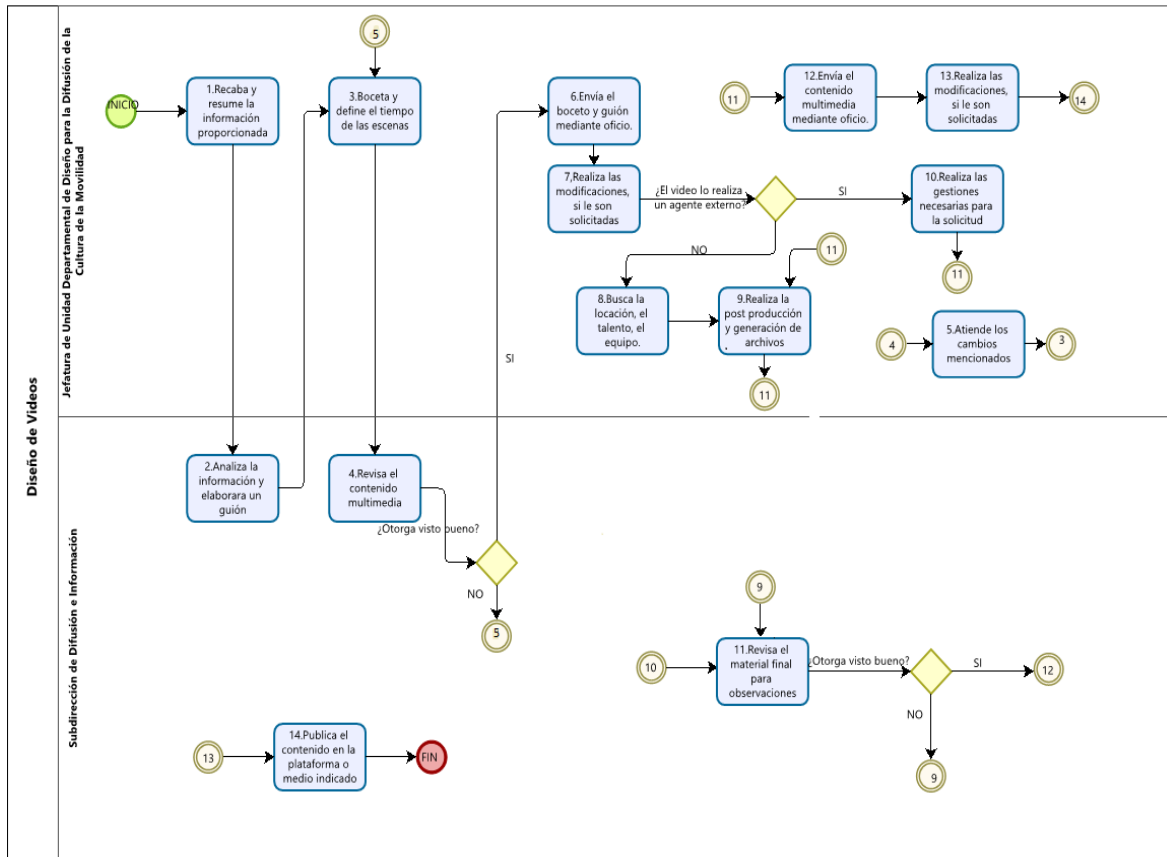 Diseño de Videos
Jefatura de Unidad Departamental de Diseño para la Difusión de la
Cultura de la Movilidad
INICIO
1.Recaba y
resume la
información
proporcionada
5
3.Boceta y
define el tiempo
de las escenas
6.Envía el
boceto y guión
mediante oficio.
11
12.Envía el
contenido
multimedia
mediante oficio.
13.Realiza las
modificaciones,
si le son
solicitadas
14
7,Realiza las
modificaciones,
si le son
solicitadas
¿El video lo realiza
un agente externo?
SI
10.Realiza las
gestiones
necesarias para
la solicitud
11
NO
11
8.Busca la
locación, el
talento, el
equipo.
9.Realiza la
post producción
y generación de
archivos
.
11
4
5.Atiende los
cambios
mencionados
3
SI
Subdirección de Difusión e Información
2.Analiza la
información y
elaborara un
guión
4.Revisa el
contenido
multimedia
¿Otorga visto bueno?
NO
5
9
10
11.Revisa el
material final
para
observaciones
¿Otorga visto bueno?
SI
12
NO
9
13
14.Publica el
contenido en la
plataforma o
medio indicado
FIN